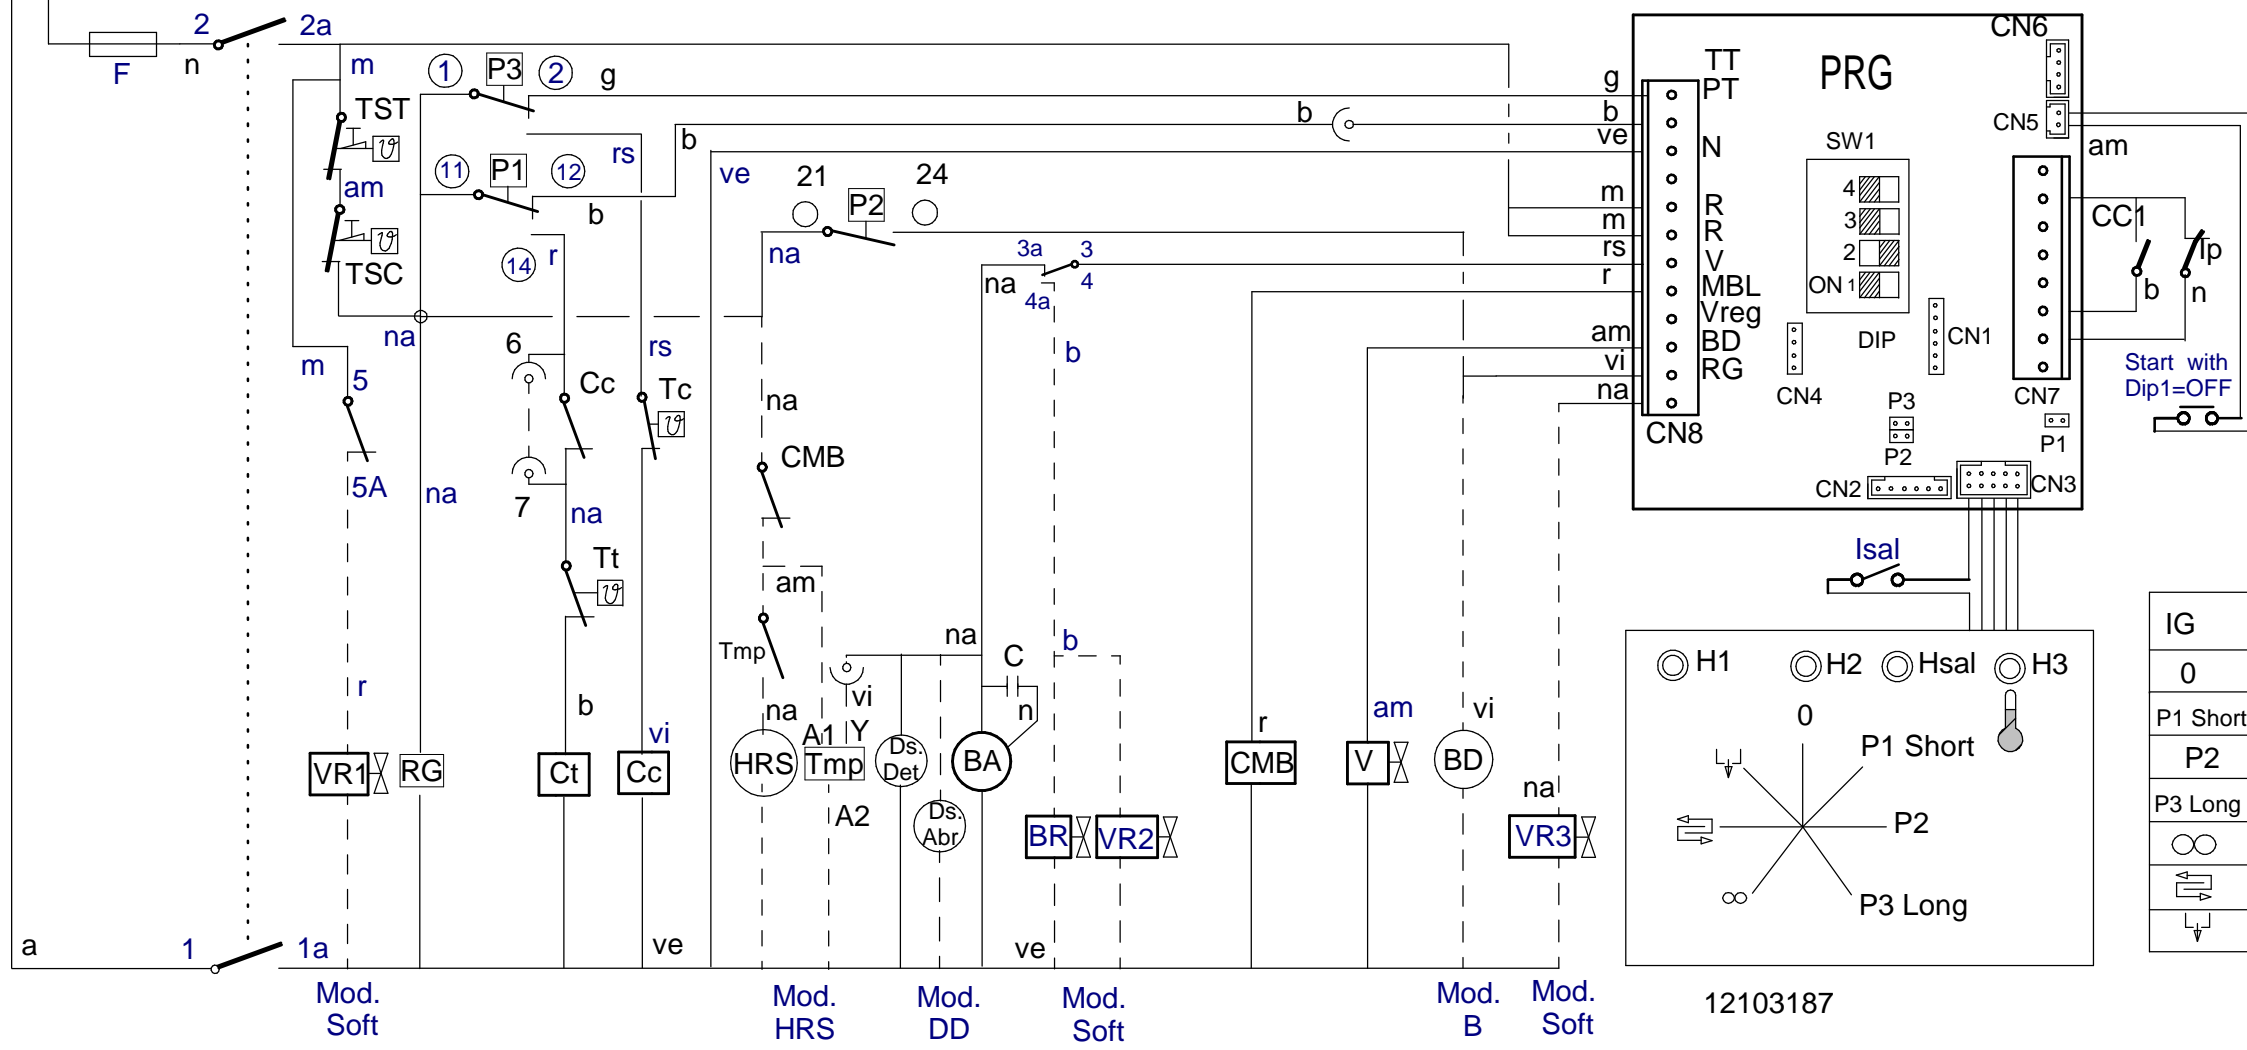 2
2a
F
n
m
1
P3
2
g
g
TT
PT
PRG
CN6
TST
b
b
b
ve
N
CN5
am
SW1
rs
11
P1
12
b
ve
21
P2
24
am
m
m
R
R
4
3
2
ON 1
CC1
Ip
b
n
TSC
14
r
na
3a
3
4
4a
na
rs
r
V
MBL
Vreg
BD
RG
am
vi
na
CN8
DIP
CN1
CN4
CN7
Start with
Dip1=OFF
P3
P2
P1
CN2
CN3
na
m
5
5A
6
7
Cc
rs
Tc
na
CMB
b
na
na
Tt
am
Tmp
na
b
Isal
r
b
vi
na
vi
Y
A1
A2
C
n
r
am
vi
na
VR1
RG
Ct
Cc
HRS
Tmp
Ds.
Det
Ds.
Abr
BA
BR
VR2
CMB
V
BD
VR3
H1
H2
Hsal
H3
0
P1 Short
P2
P3 Long
IG
0
P1 Short
P2
P3 Long
a
1
1a
ve
ve
Mod.
Soft
Mod.
HRS
Mod.
DD
Mod.
Soft
Mod.
B
Mod.
Soft
12103187